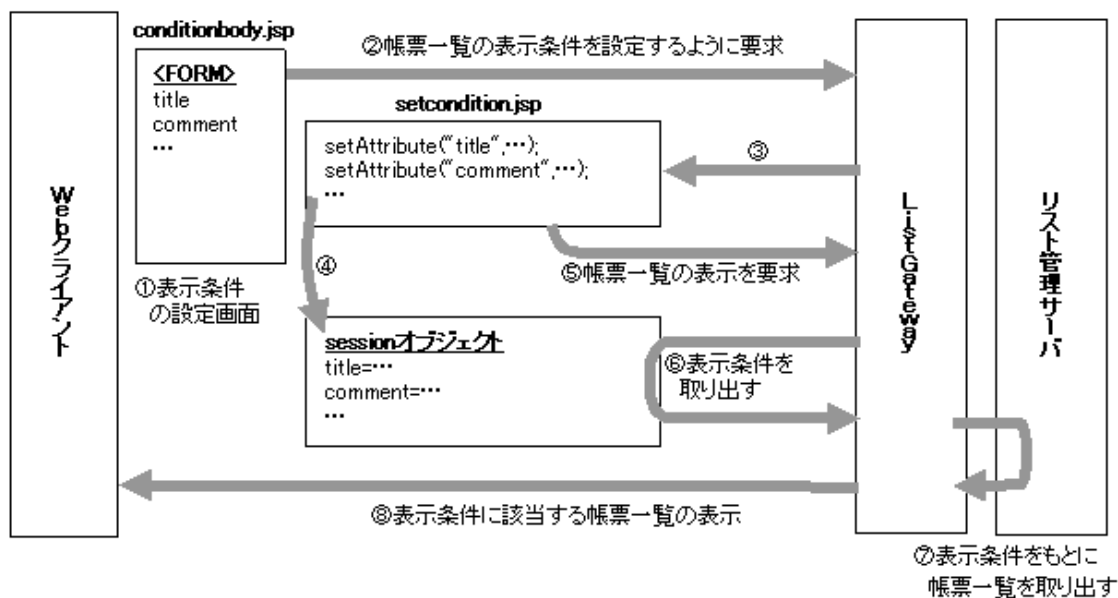 conditionbody.jsp
<FORM>
title
comment
…
②帳票一覧の表示条件を設定するように要求
setcondition.jsp
setAttribute("title",…);
setAttribute("comment",…);
…
③
④
⑤帳票一覧の表示を要求
①表示条件
の設定画面
sessionオブジェクト
title=…
comment=…
…
⑥表示条件を
取り出す
⑧表示条件に該当する帳票一覧の表示
⑦表示条件をもとに
帳票一覧を取り出す
Webクライアント
ListGateway
リスト管理サーバ